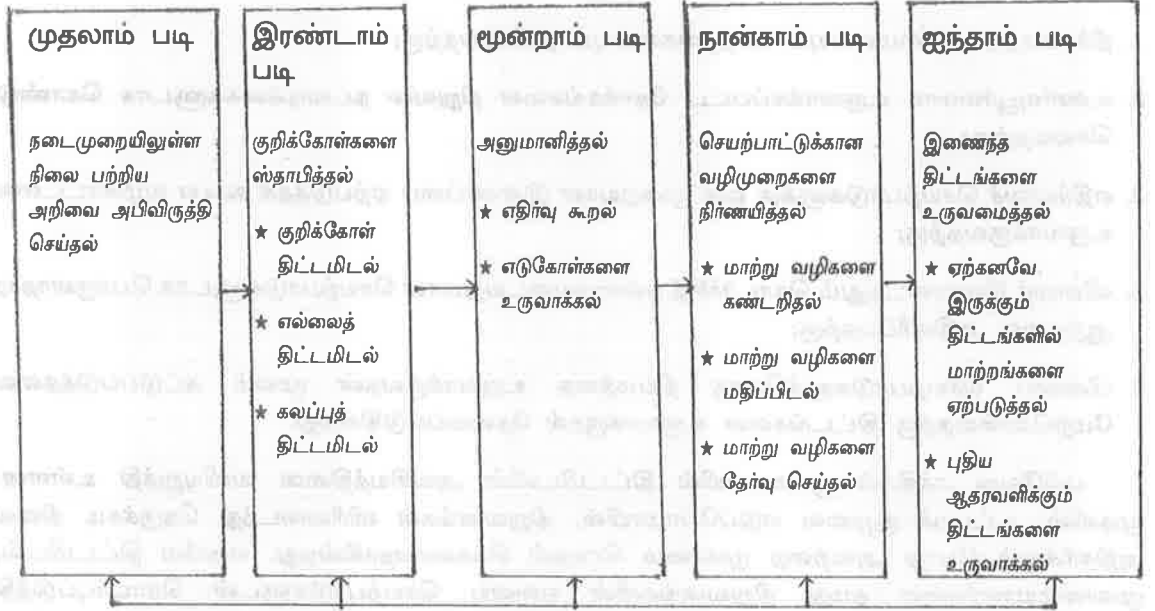 முதலாம் படி
நடைமுறையிலுள்ள
நிலை பற்றிய
அறிவை அபிவிருத்தி
செய்தல்
இரண்டாம்
படி
குறிக்கோள்களை
ஸ்தாபித்தல்
★ குறிக்கோள்
திட்டமிடல்
★ எல்லைத்
திட்டமிடல்
★ கலப்புத்
திட்டமிடல்
மூன்றாம் படி
அனுமானித்தல்
★ எதிர்வு கூறல்
★ எடுகோள்களை
உருவாக்கல்
நான்காம் படி
செயற்பாட்டுக்கான
வழிமுறைகளை
நிர்ணயித்தல்
★ மாற்று வழிகளை
கண்டறிதல்
★ மாற்று வழிகளை
மதிப்பிடல்
★ மாற்று வழிகளை
தேர்வு செய்தல்
ஐந்தாம் படி
இணைந்த
திட்டங்களை
உருவமைத்தல்
★ ஏற்கனவே
இருக்கும்
திட்டங்களில்
மாற்றங்களை
ஏற்படுத்தல்
★ புதிய
ஆதரவளிக்கும்
திட்டங்களை
உருவாக்கல்